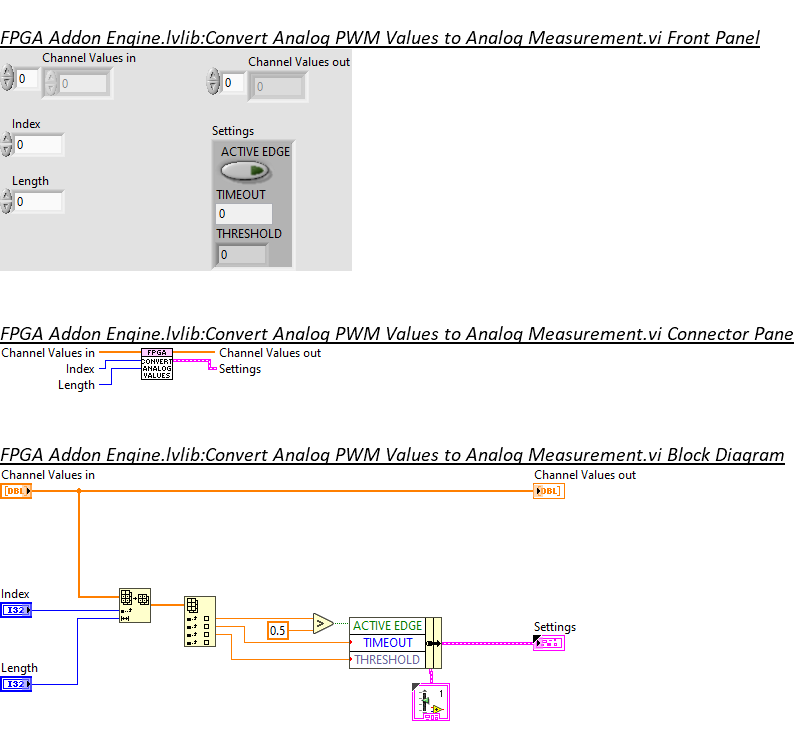 FPGA Addon Engine.lvlib:Convert Analog PWM Values to Analog Measurement.vi Front Panel
Channel Values in
Channel Values out
0
0
0
0
Index
0
Settings
ACTIVE EDGE
Length
0
TIMEOUT
0
THRESHOLD
0
FPGA Addon Engine.lvlib:Convert Analog PWM Values to Analog Measurement.vi Connector Pane
Channel Values in
FPGA
CONVERT
ANALOG
VALUES
Channel Values out
Index
Settings
Length
FPGA Addon Engine.lvlib:Convert Analog PWM Values to Analog Measurement.vi Block Diagram
Channel Values in
Channel Values out
[DBL]
DBL]
Index
I32
0.5
>
ACTIVE EDGE
TIMEOUT
THRESHOLD
Settings
Length
I32
1